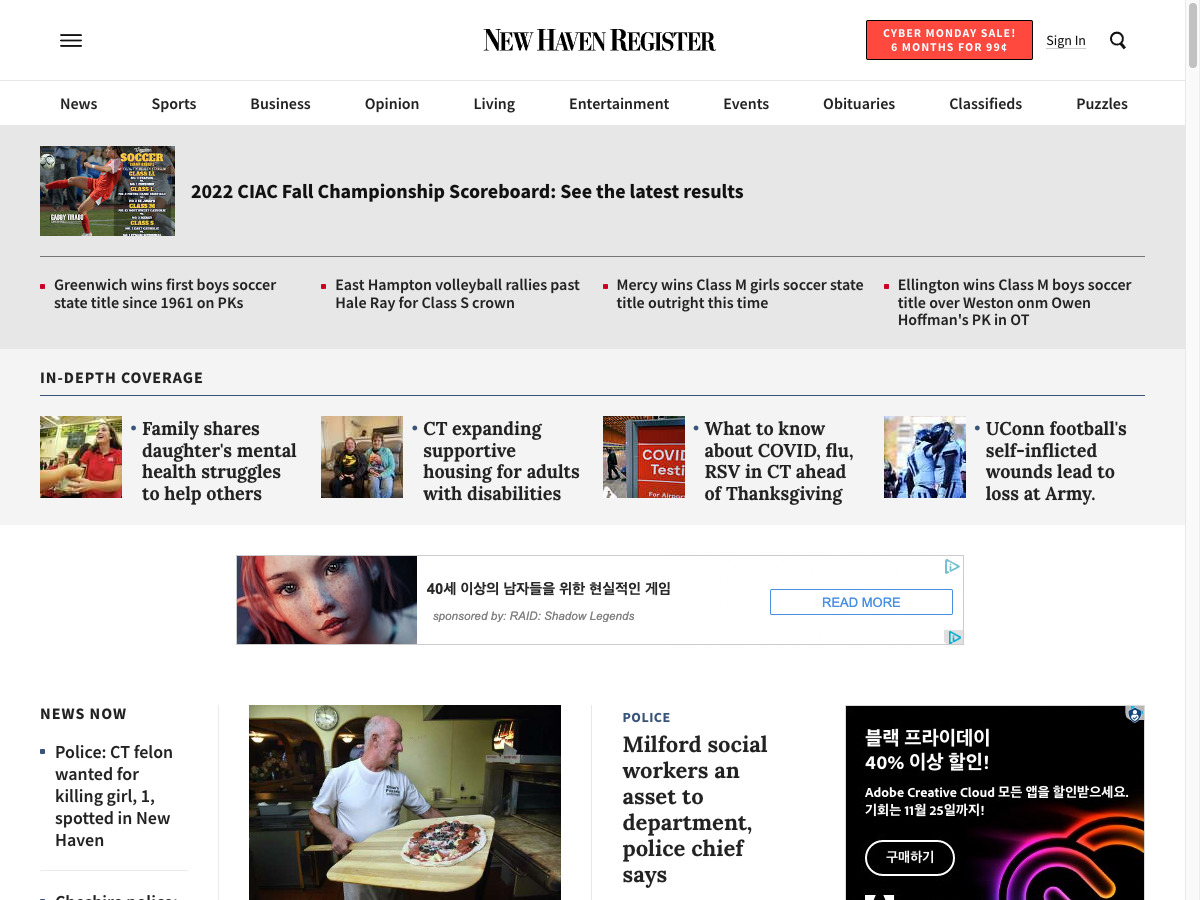 NEW HAVEN REGISTER
CYBER MONDAY SALE!
6 MONTHS FOR 99¢
Sign In
News
Sports
Business
Opinion
Living
Entertainment
Events
Obituaries
Classifieds
Puzzles
SOCCER
CLASS LL
CLASS L
CLASS M
CLASS S
GABBY TIRADO
2022 CIAC Fall Championship Scoreboard: See the latest results
Greenwich wins first boys soccer
state title since 1961 on PKs
East Hampton volleyball rallies past
Hale Ray for Class S crown
Mercy wins Class M girls soccer state
title outright this time
Ellington wins Class M boys soccer
title over Weston onm Owen
Hoffman's PK in OT
IN-DEPTH COVERAGE
Family shares
daughter's mental
health struggles
to help others
CT expanding
supportive
housing for adults
with disabilities
COVID
Testi
For Airpor
What to know
about COVID, flu,
RSV in CT ahead
of Thanksgiving
UConn football's
self-inflicted
wounds lead to
loss at Army.
40세 이상의 남자들을 위한 현실적인 게임
sponsored by: RAID: Shadow Legends
READ MORE
NEWS NOW
Police: CT felon
wanted for
killing girl, 1,
spotted in New
Haven
Cheshire police:
POLICE
Milford social
workers an
asset to
department,
police chief
says
블랙 프라이데이
40% 이상 할인!
Adobe Creative Cloud 모든 앱을 할인받으세요.
기회는 11월 25일까지!
구매하기